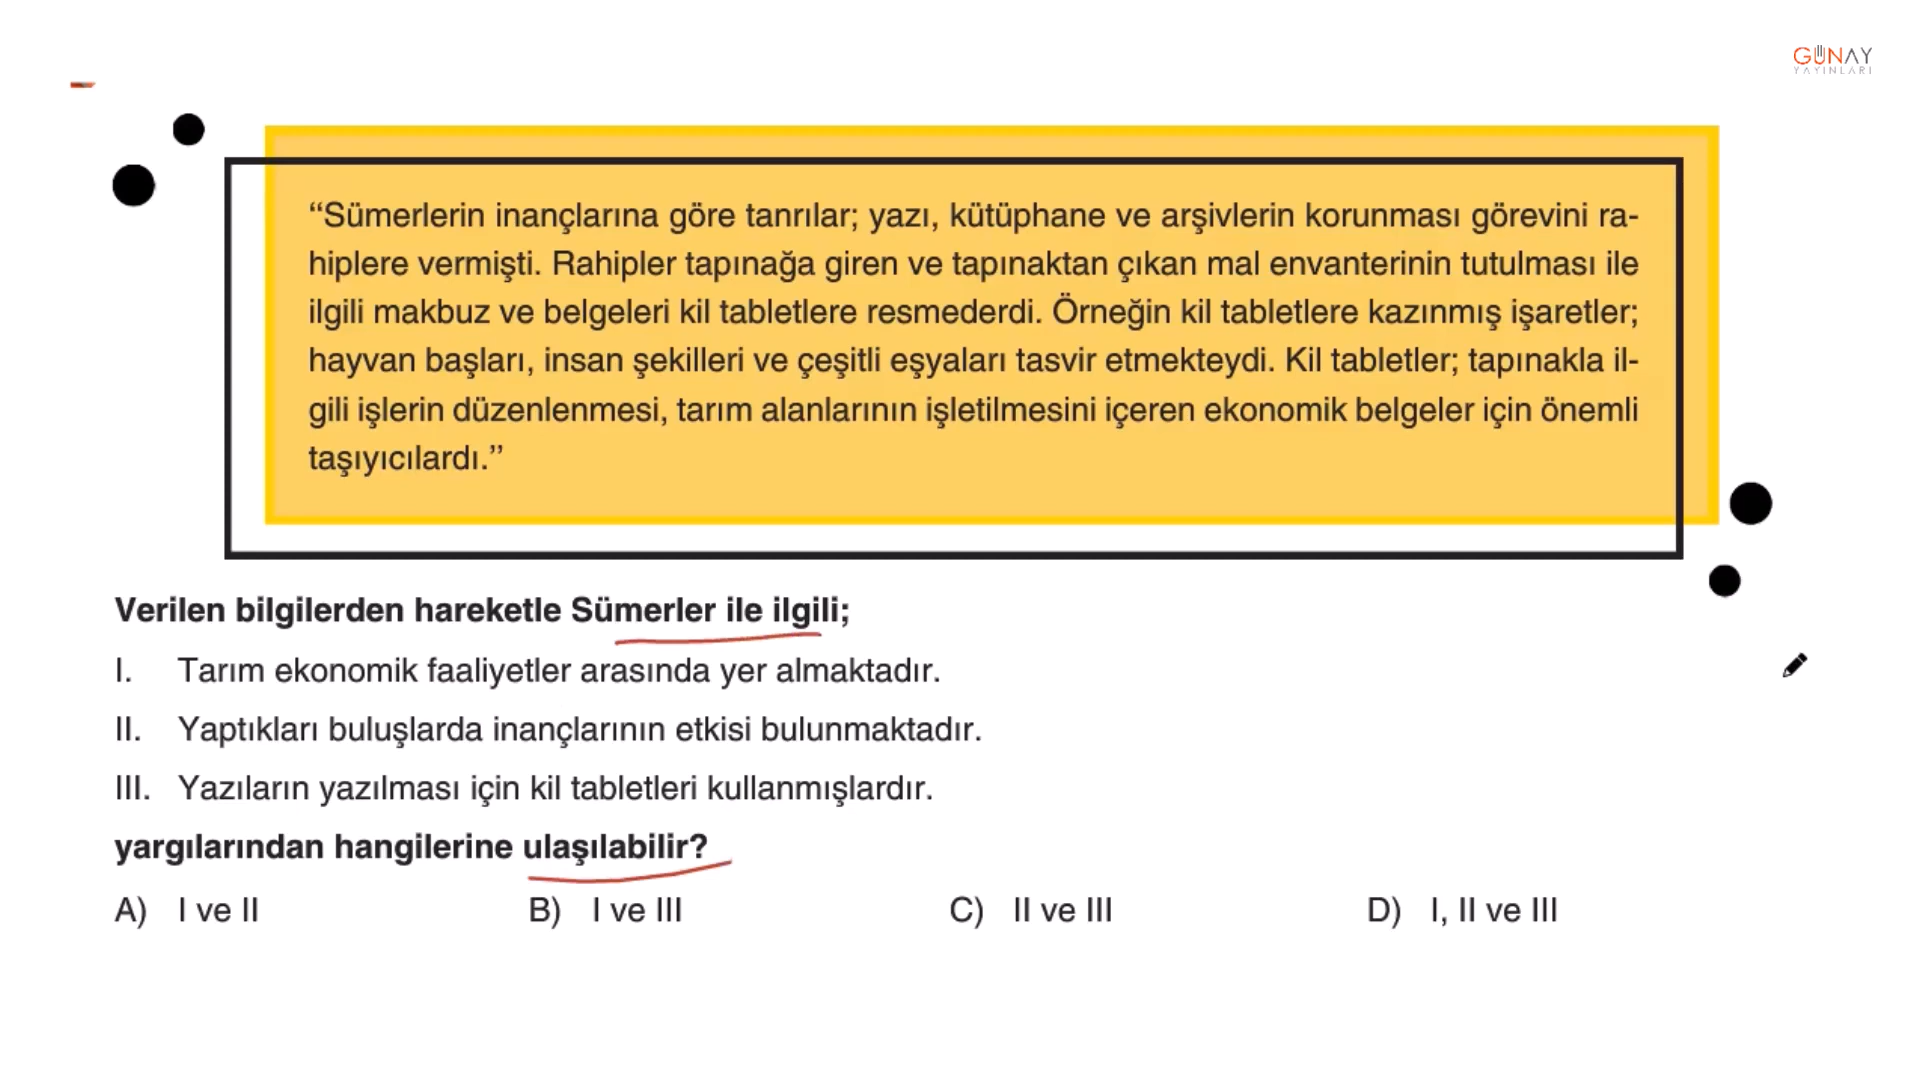 GÜNAY
YAYINLARI
“Sümerlerin inançlarına göre tanrılar; yazı, kütüphane ve arşivlerin korunması görevini ra-
hiplere vermişti. Rahipler tapınağa giren ve tapınaktan çıkan mal envanterinin tutulması ile
ilgili makbuz ve belgeleri kil tabletlere resmederdi. Örneğin kil tabletlere kazınmış işaretler;
hayvan başları, insan şekilleri ve çeşitli eşyaları tasvir etmekteydi. Kil tabletler; tapınakla il-
gili işlerin düzenlenmesi, tarım alanlarının işletilmesini içeren ekonomik belgeler için önemli
taşıyıcılardı.”
Verilen bilgilerden hareketle Sümerler ile ilgili;
I. Tarım ekonomik faaliyetler arasında yer almaktadır.
II. Yaptıkları buluşlarda inançlarının etkisi bulunmaktadır.
III. Yazıların yazılması için kil tabletleri kullanmışlardır.
yargılarından hangilerine ulaşılabilir?
A) I ve II B) I ve III C) II ve III D) I, II ve III